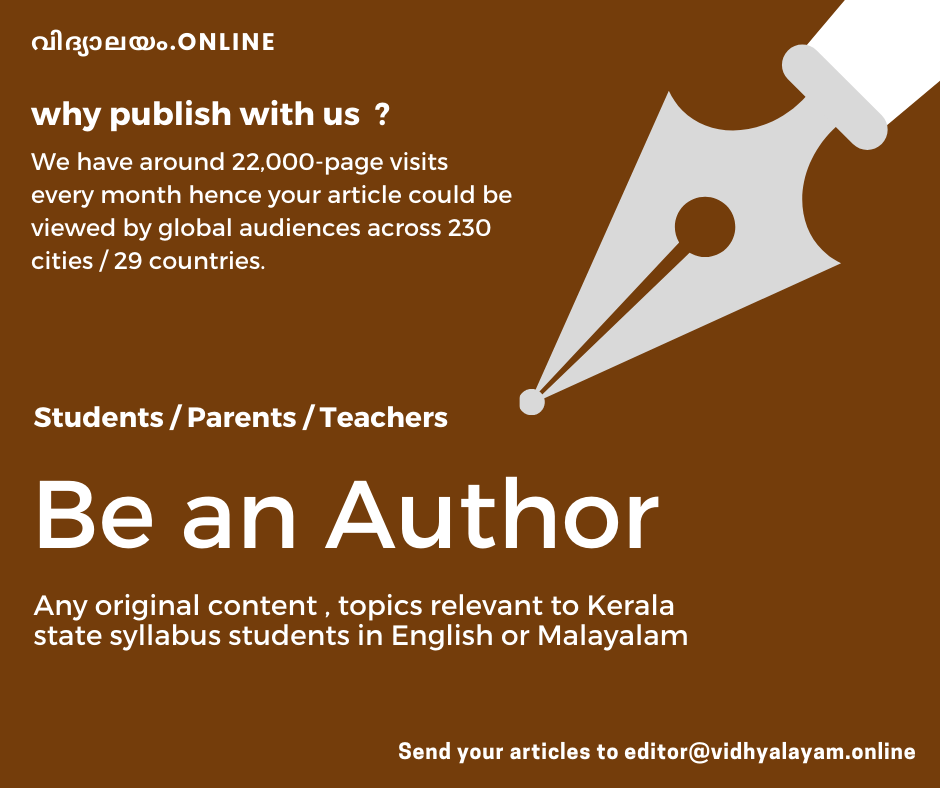 വിദ്യാലയം.ONLINE
why publish with us ?
We have around 22,000-page visits
every month hence your article could be
viewed by global audiences across 230
cities / 29 countries.
Students / Parents / Teachers
Be an Author
Any original content , topics relevant to Kerala
state syllabus students in English or Malayalam
Send your articles to editor@vidhyalayam.online